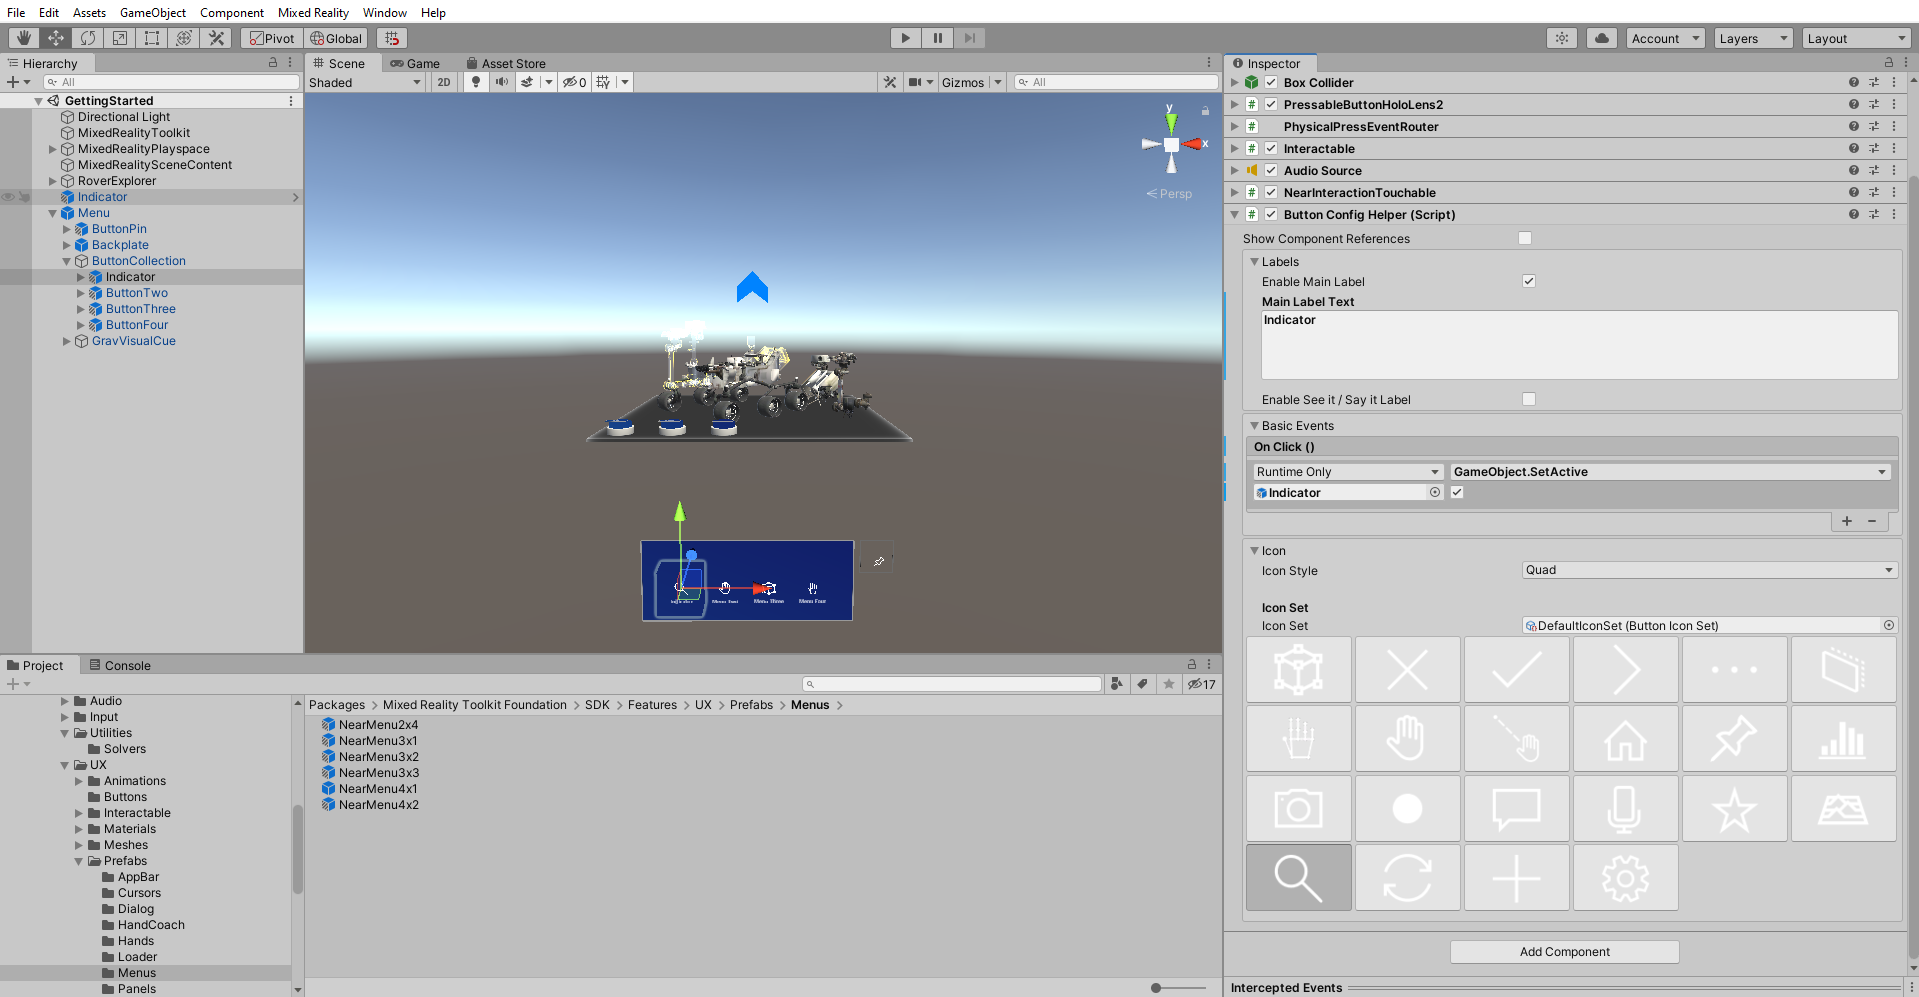 File Edit Assets GameObject Component Mixed Reality Window Help
Pivot Global Account Layers Layout
Hierarchy
All
GettingStarted
Directional Light
MixedRealityToolkit
MixedRealityPlayspace
MixedRealitySceneContent
RoverExplorer
Indicator
Menu
ButtonPin
Backplate
ButtonCollection
Indicator
ButtonTwo
ButtonThree
ButtonFour
GravVisualCue
Scene Game Asset Store
Shaded 2D 0 Gizmos All
y
x
Persp
Menu Three Menu Four
Inspector
Box Collider
PressableButtonHoloLens2
PhysicalPressEventRouter
Interactable
Audio Source
NearInteractionTouchable
Button Config Helper (Script)
Show Component References
Labels
Enable Main Label
Main Label Text
Indicator
Enable See it / Say it Label
Basic Events
On Click ()
Runtime Only GameObject.SetActive
Indicator
+ −
Icon
Icon Style Quad
Icon Set
Icon Set DefaultIconSet (Button Icon Set)
Add Component
Intercepted Events
Project Console
17
Audio
Input
Utilities
Solvers
UX
Animations
Buttons
Interactable
Materials
Meshes
Prefabs
AppBar
Cursors
Dialog
HandCoach
Hands
Loader
Menus
Panels
Packages > Mixed Reality Toolkit Foundation > SDK > Features > UX > Prefabs > Menus >
NearMenu2x4
NearMenu3x1
NearMenu3x2
NearMenu3x3
NearMenu4x1
NearMenu4x2